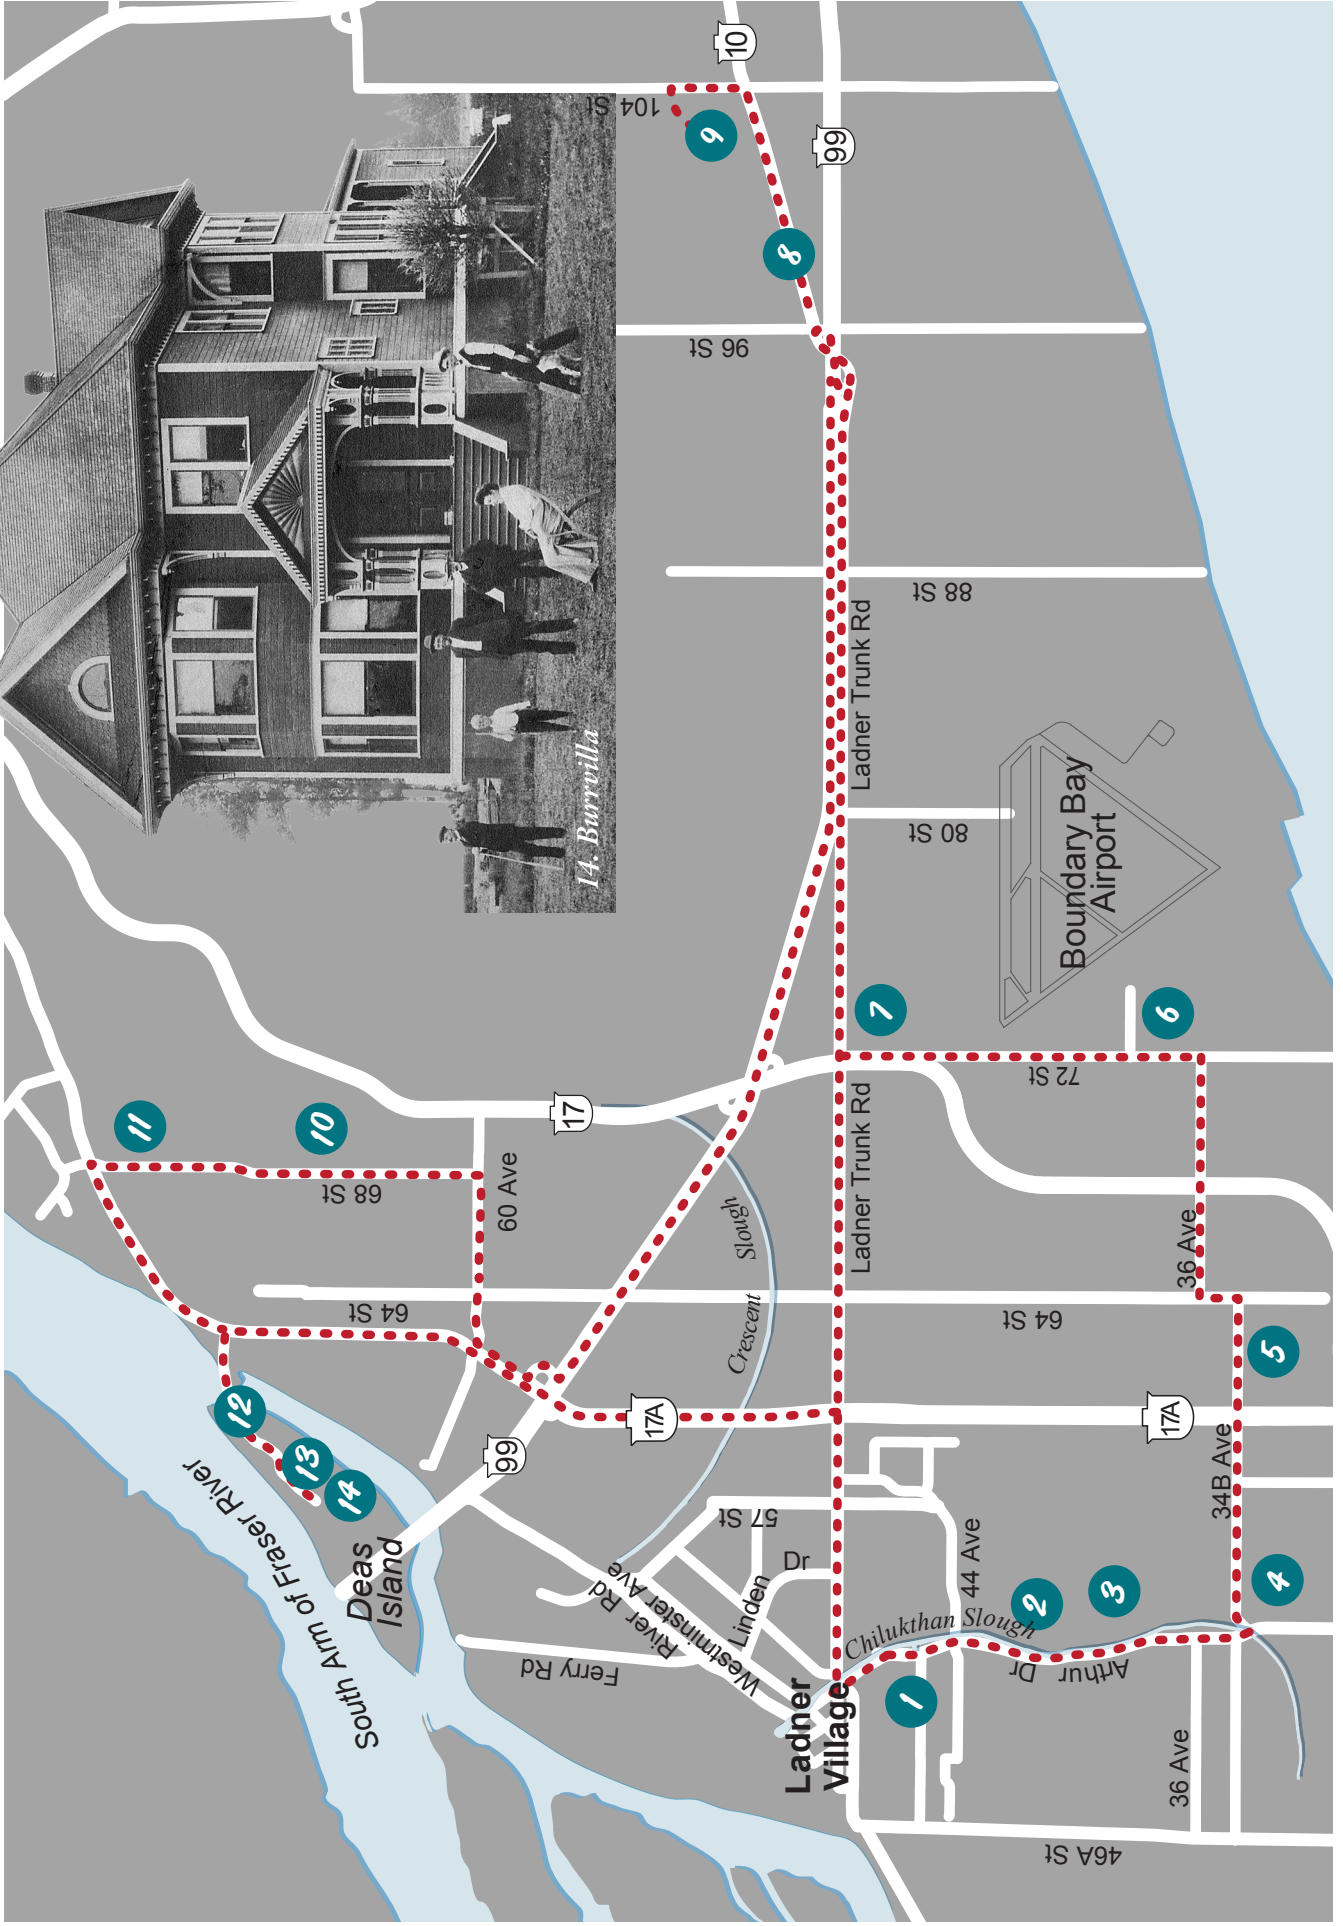 10
99
104 St
9
8
96 St
88 St
Ladner Trunk Rd
80 St
Boundary Bay
Airport
14. Burrvilla
7
6
72 St
17
11
10
68 St
60 Ave
Ladner Trunk Rd
Crescent Slough
36 Ave
64 St
64 St
5
12
13
14
99
17A
17A
34B Ave
South Arm of Fraser River
Deas
Island
57 St
44 Ave
River Rd
Westminster Ave
Linden
Dr
Ferry Rd
Chilukthan Slough
2
3
4
Arthur Dr
1
Ladner
Village
36 Ave
46A St